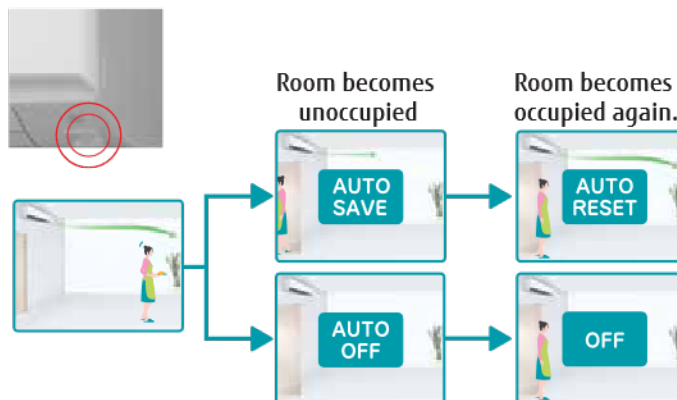 Room becomes
unoccupied
Room becomes
occupied again.
AUTO
SAVE
AUTO
RESET
AUTO
OFF
OFF